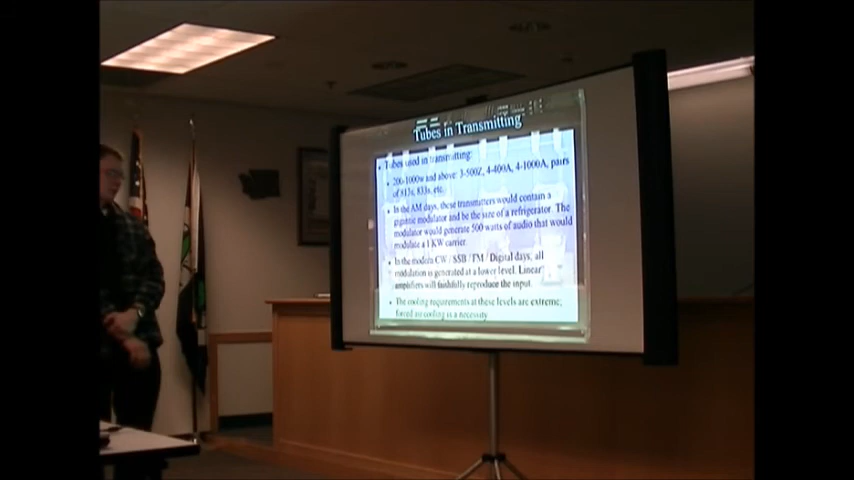 Tubes in Transmitting
• Tubes used in transmitting:
• 200-1000w and above: 3-500Z, 4-400A, 4-1000A, pairs
of 813s, 833s, etc.
• In the AM days, these transmitters would contain a
gigantic modulator and be the size of a refrigerator. The
modulator would generate 500 watts of audio that would
modulate a 1 KW carrier.
• In the modern CW / SSB / FM / Digital days, all
modulation is generated at a lower level. Linear
amplifiers will faithfully reproduce the input.
• The cooling requirements at these levels are extreme;
forced air cooling is a necessity.